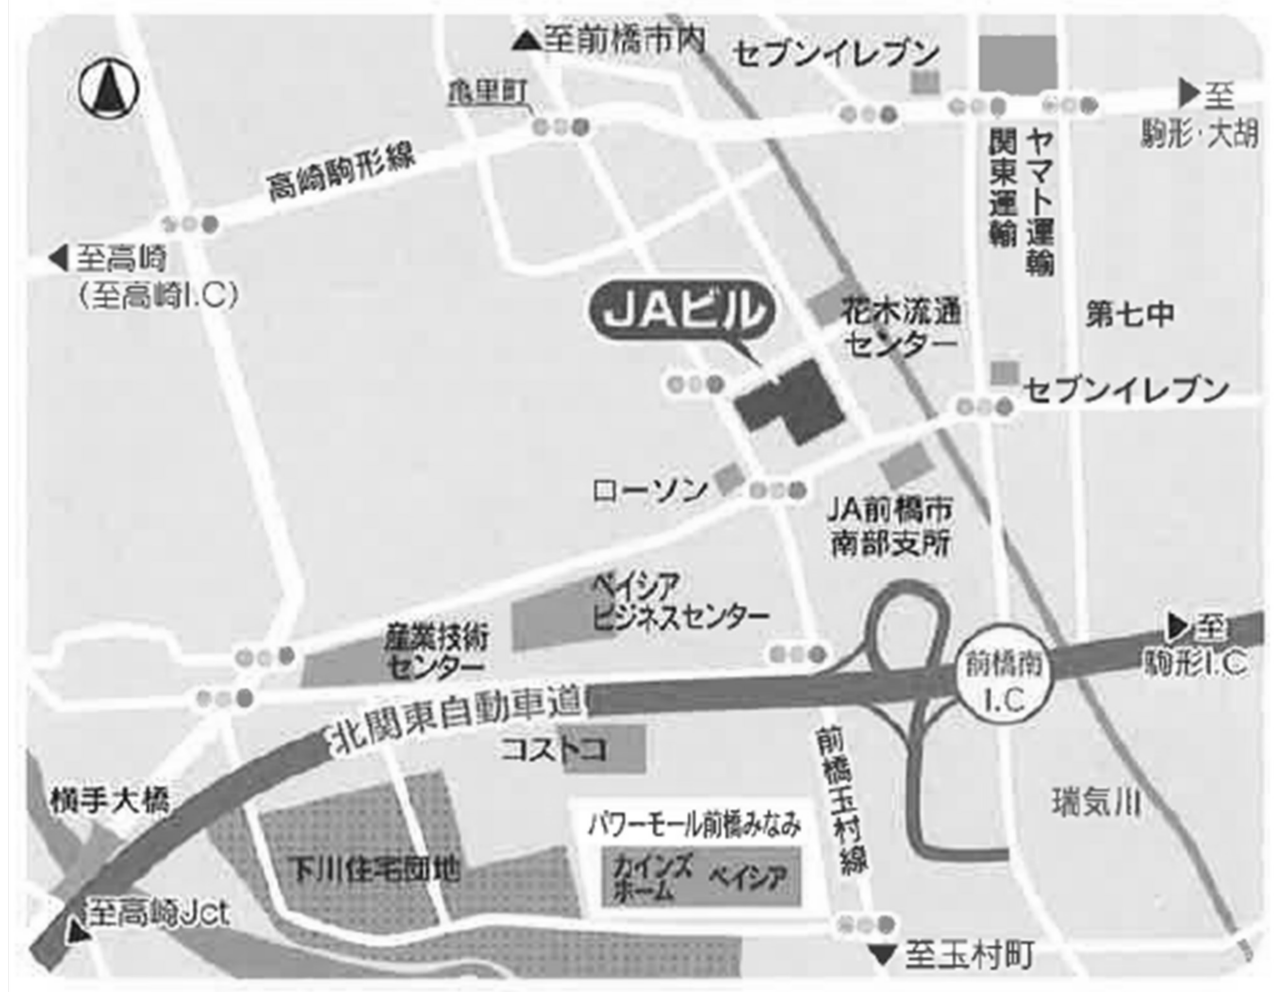 至前橋市内
セブンイレブン
亀里町
至
駒形・大胡
高崎駒形線
関東運輸
ヤマト運輸
至高崎
(至高崎I.C)
JAビル
花木流通
センター
第七中
セブンイレブン
ローソン
JA前橋市
南部支所
ベイシア
ビジネスセンター
産業技術
センター
前橋南
I.C
至
駒形I.C
北関東自動車道
コストコ
前橋玉村線
横手大橋
瑞気川
パワーモール前橋みなみ
カインズ
ホーム
ベイシア
下川住宅団地
至高崎Jct
至玉村町